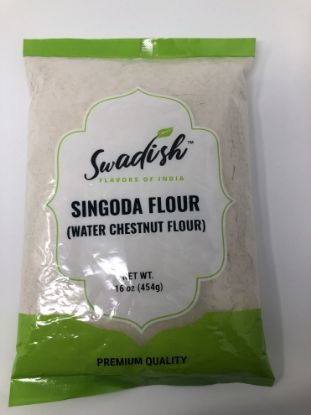 Swadish™
FLAVORS OF INDIA
SINGODA FLOUR
(WATER CHESTNUT FLOUR)
NET WT.
16 oz (454g)
PREMIUM QUALITY